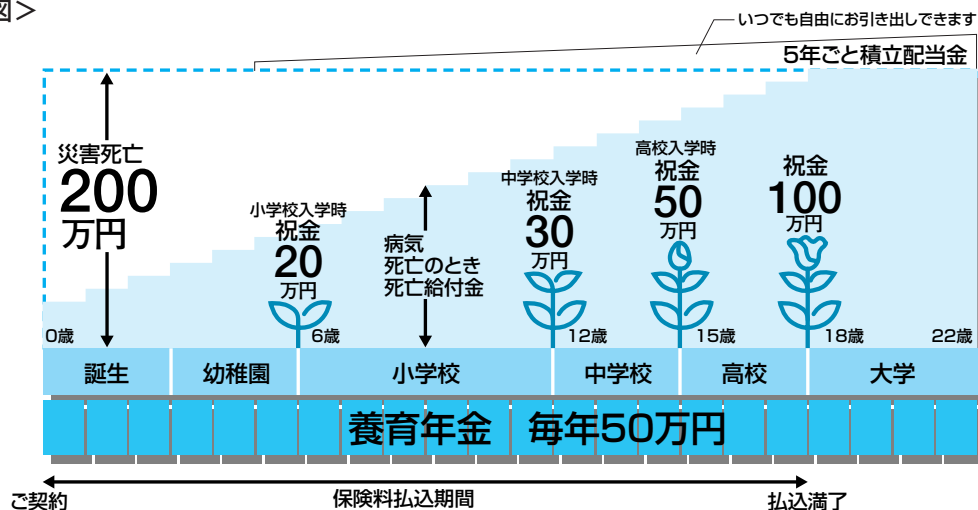 図＞
いつでも自由にお引き出しできます
5年ごと積立配当金
災害死亡
200
万円
小学校入学時
祝金
20
万円
病気
死亡のとき
死亡給付金
中学校入学時
祝金
30
万円
高校入学時
祝金
50
万円
祝金
100
万円
0歳
6歳
12歳
15歳
18歳
22歳
誕生
幼稚園
小学校
中学校
高校
大学
養育年金 毎年50万円
ご契約
保険料払込期間
払込満了